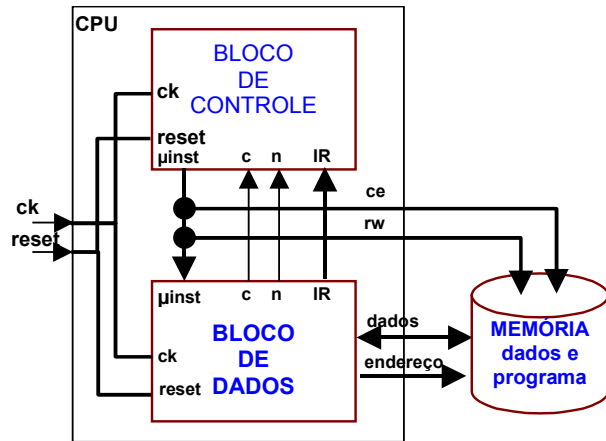 CPU
BLOCO
DE
CONTROLE
ck
reset
µinst
c
n
IR
ce
rw
ck
reset
µinst
c
n
IR
BLOCO
DE
DADOS
ck
reset
dados
endereço
MEMÓRIA
dados e
programa